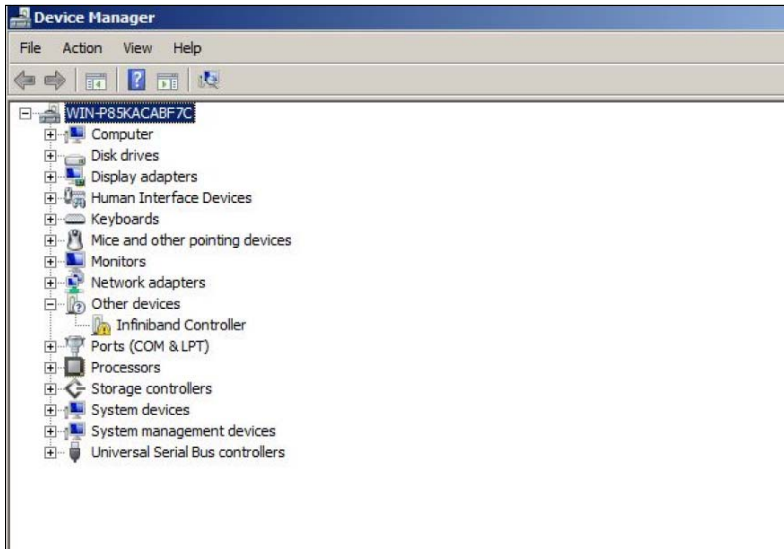 Device Manager
File Action View Help
WIN-P85KACABF7C
Computer
Disk drives
Display adapters
Human Interface Devices
Keyboards
Mice and other pointing devices
Monitors
Network adapters
Other devices
Infiniband Controller
Ports (COM & LPT)
Processors
Storage controllers
System devices
System management devices
Universal Serial Bus controllers